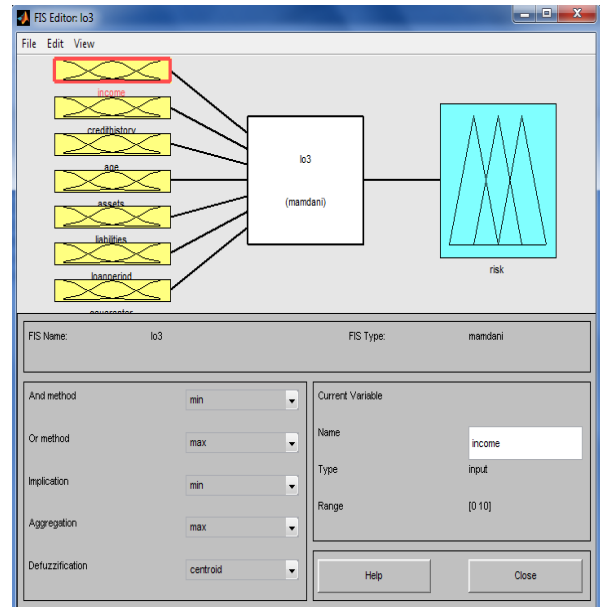 FIS Editor: lo3
File Edit View
income
credithistory
age
assets
liabilities
loanperiod
lo3
(mamdani)
risk
FIS Name: lo3 FIS Type: mamdani
And method min
Or method max
Implication min
Aggregation max
Defuzzification centroid
Current Variable
Name income
Type input
Range [0 10]
Help Close